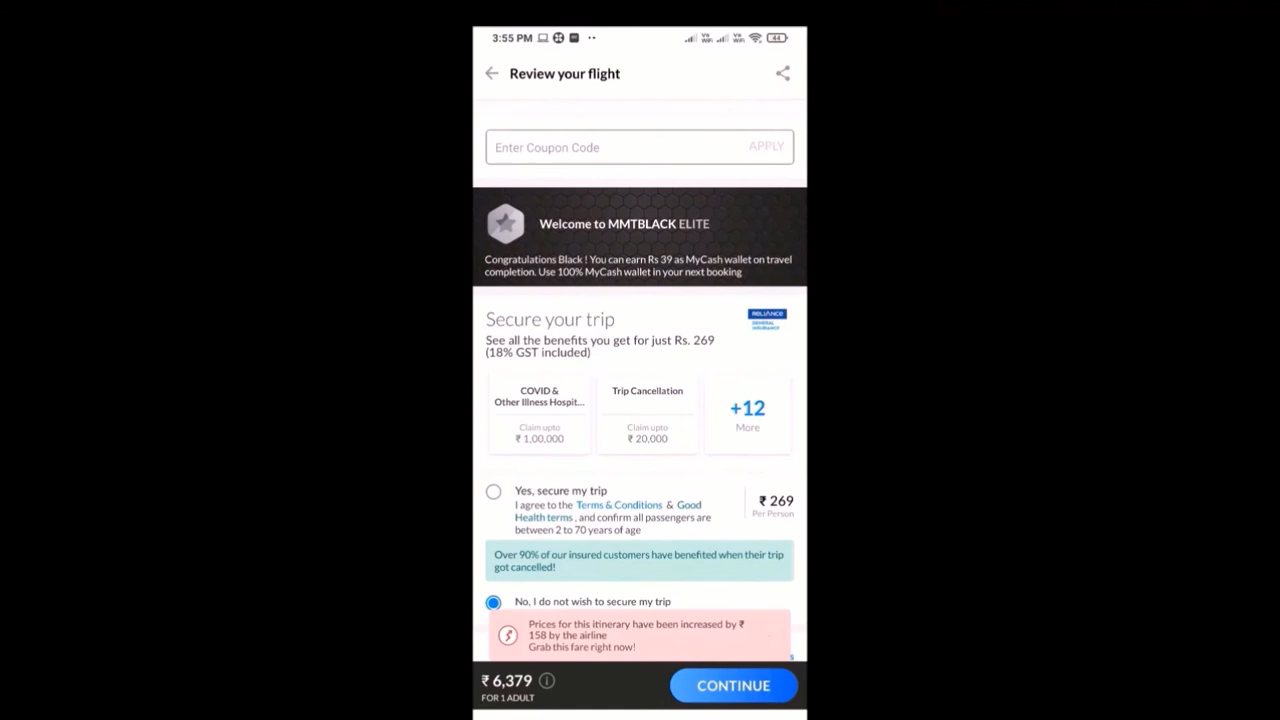 3:55 PM
Review your flight
Enter Coupon Code APPLY
Welcome to MMTBLACK ELITE
Congratulations Black ! You can earn Rs 39 as MyCash wallet on travel
completion. Use 100% MyCash wallet in your next booking
Secure your trip
RELIANCE
GENERAL
INSURANCE
See all the benefits you get for just Rs. 269
(18% GST included)
COVID &
Other Illness Hospit...
Claim upto
₹ 1,00,000
Trip Cancellation
Claim upto
₹ 20,000
+12
More
Yes, secure my trip
I agree to the Terms & Conditions & Good
Health terms , and confirm all passengers are
between 2 to 70 years of age
₹ 269
Per Person
Over 90% of our insured customers have benefited when their trip
got cancelled!
No, I do not wish to secure my trip
Prices for this itinerary have been increased by ₹
158 by the airline
Grab this fare right now!
₹ 6,379
FOR 1 ADULT
CONTINUE